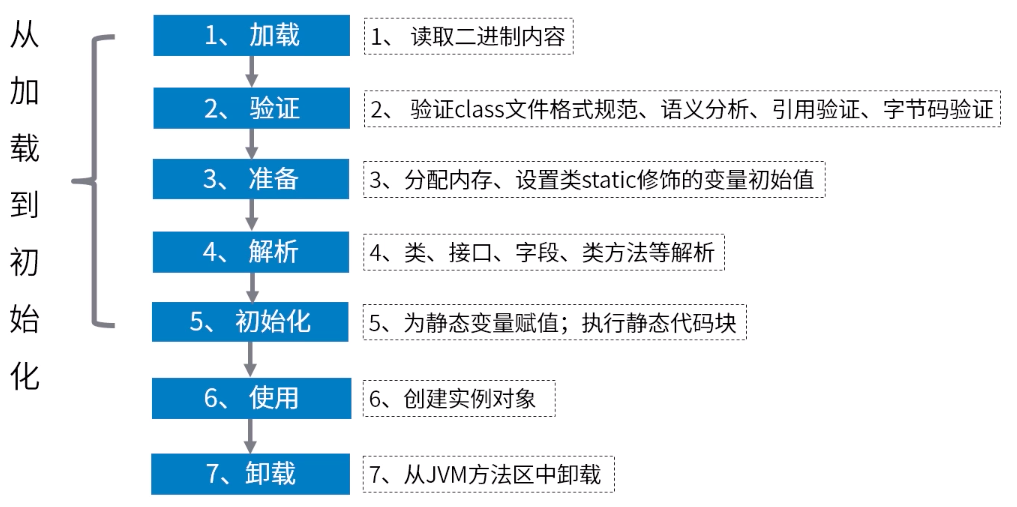 从加载到初始化
1、 加载
1、 读取二进制内容
2、 验证
2、 验证class文件格式规范、语义分析、引用验证、字节码验证
3、 准备
3、分配内存、设置类static修饰的变量初始值
4、 解析
4、类、接口、字段、类方法等解析
5、 初始化
5、为静态变量赋值；执行静态代码块
6、 使用
6、创建实例对象
7、卸载
7、从JVM方法区中卸载